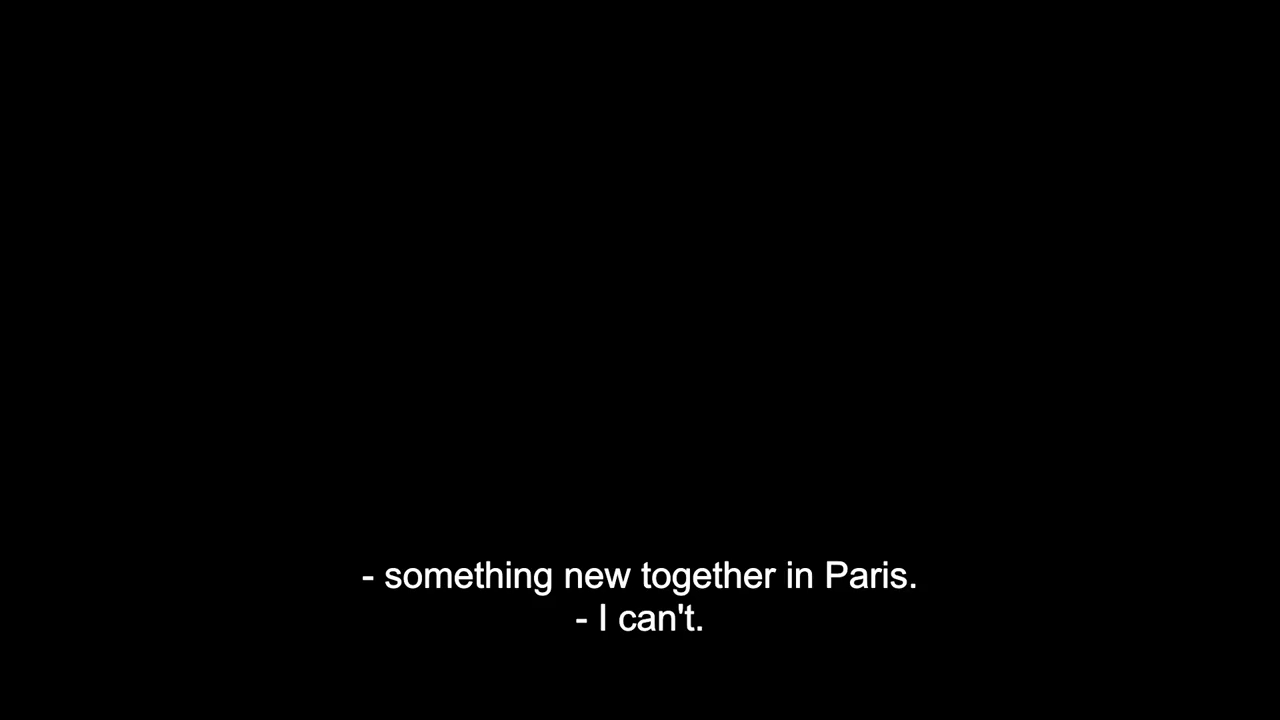 - something new together in Paris.
- I can't.